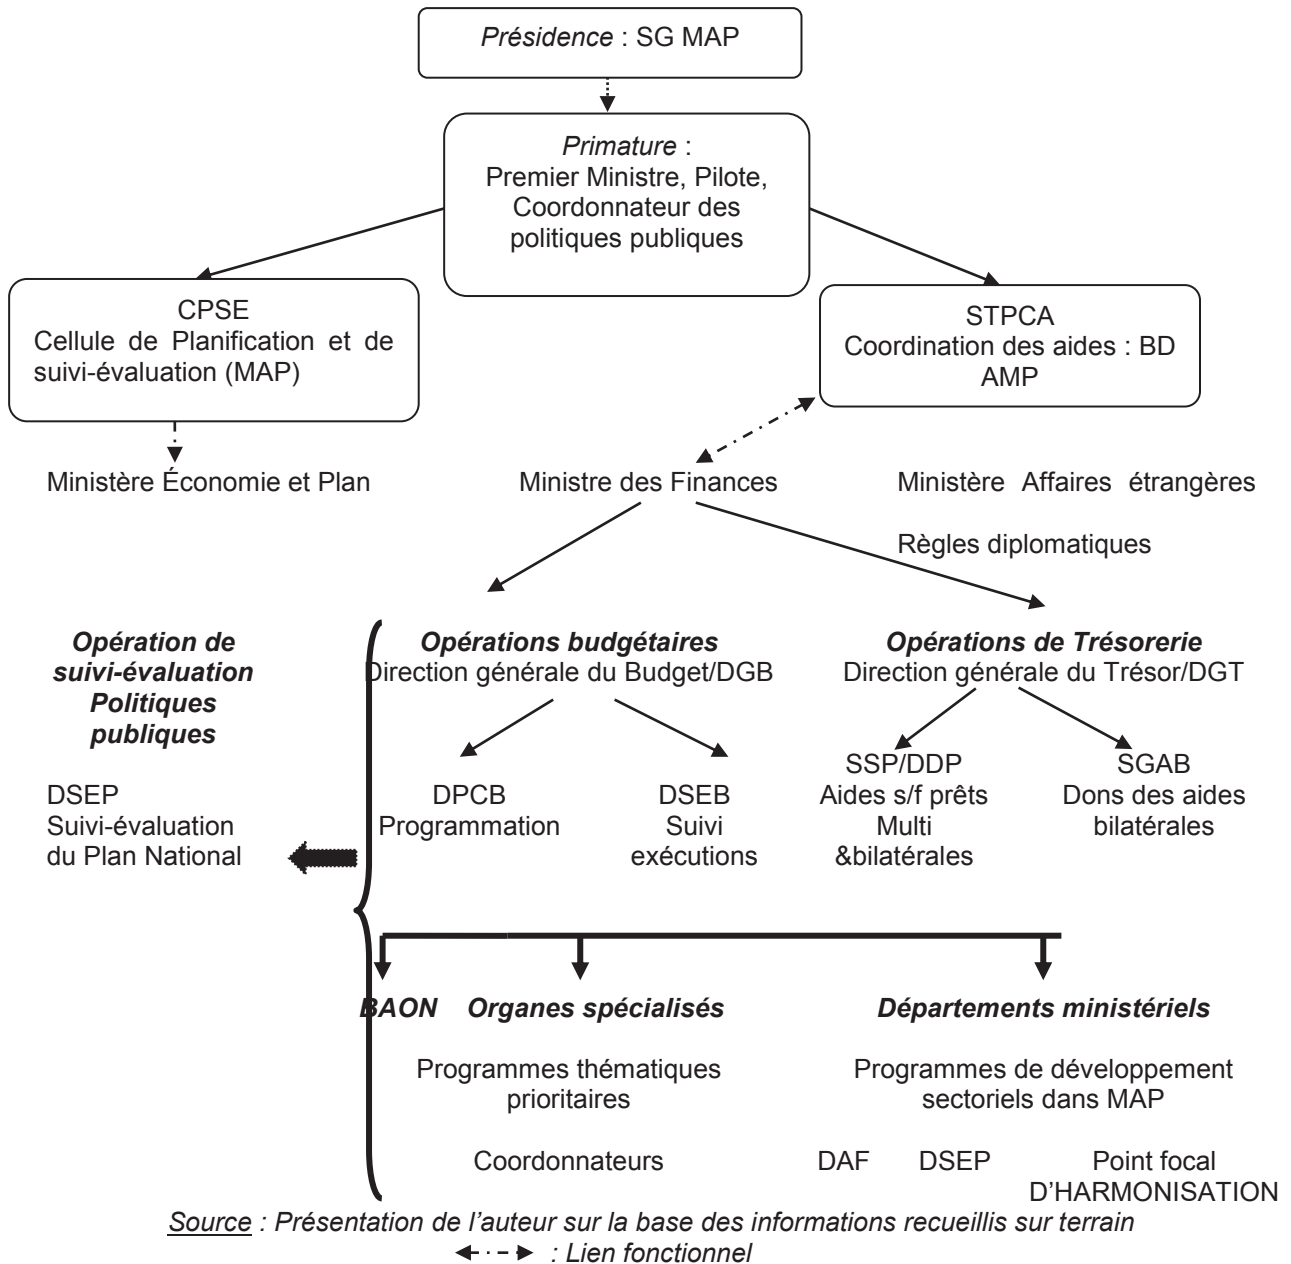 Présidence : SG MAP
Primature :
Premier Ministre, Pilote,
Coordonnateur des
politiques publiques
CPSE
Cellule de Planification et de
suivi-évaluation (MAP)
STPCA
Coordination des aides : BD
AMP
Ministère Économie et Plan
Ministre des Finances
Ministère Affaires étrangères
Règles diplomatiques
Opération de
suivi-évaluation
Politiques
publiques
DSEP
Suivi-évaluation
du Plan National
Opérations budgétaires
Direction générale du Budget/DGB
DPCB
Programmation
DSEB
Suivi
exécutions
Opérations de Trésorerie
Direction générale du Trésor/DGT
SSP/DDP
Aides s/f prêts
Multi
&bilatérales
SGAB
Dons des aides
bilatérales
BAON
Organes spécialisés
Programmes thématiques
prioritaires
Coordonnateurs
Départements ministériels
Programmes de développement
sectoriels dans MAP
DAF DSEP Point focal
D'HARMONISATION
Source : Présentation de l'auteur sur la base des informations recueillis sur terrain
: Lien fonctionnel